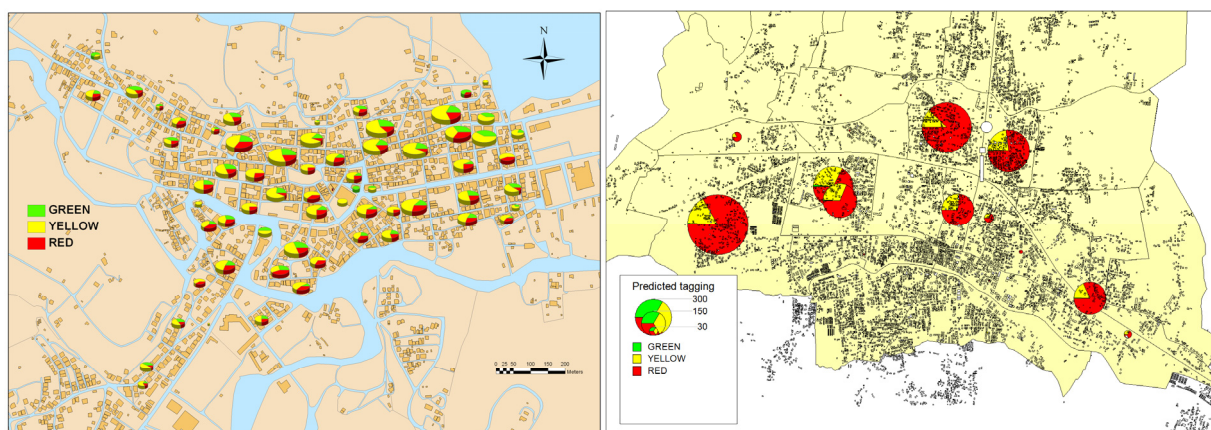 N
GREEN
YELLOW
RED
0 25 50 100 150 200
Meters
Predicted tagging
300
150
30
GREEN
YELLOW
RED